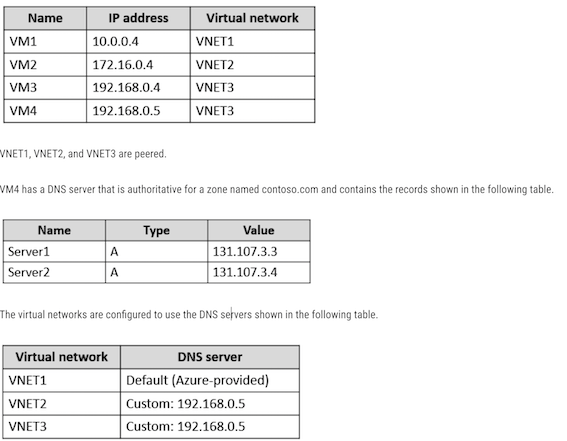 Name IP address Virtual network
VM1 10.0.0.4 VNET1
VM2 172.16.0.4 VNET2
VM3 192.168.0.4 VNET3
VM4 192.168.0.5 VNET3
VNET1, VNET2, and VNET3 are peered.
VM4 has a DNS server that is authoritative for a zone named contoso.com and contains the records shown in the following table.
Name Type Value
Server1 A 131.107.3.3
Server2 A 131.107.3.4
The virtual networks are configured to use the DNS servers shown in the following table.
Virtual network DNS server
VNET1 Default (Azure-provided)
VNET2 Custom: 192.168.0.5
VNET3 Custom: 192.168.0.5